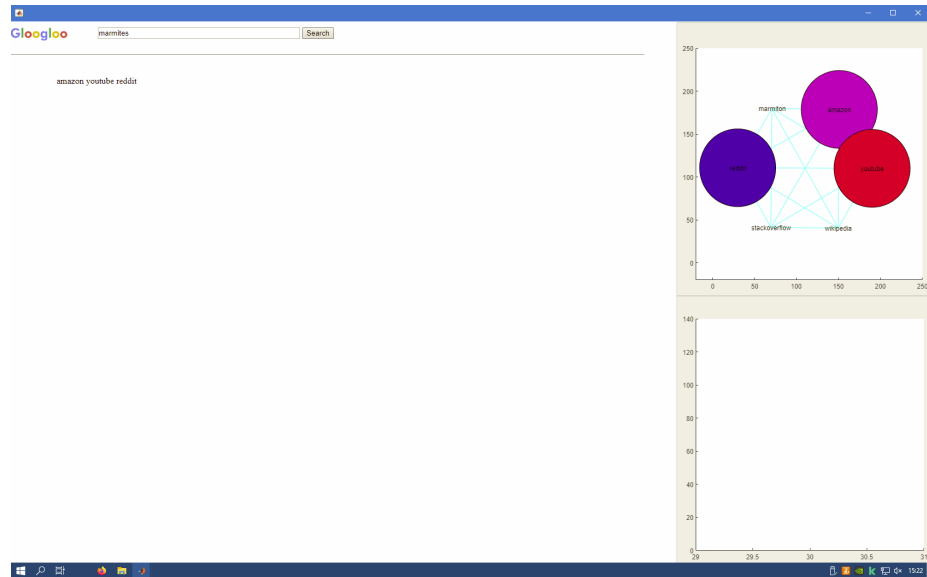 Gloogloo
marmites
Search
amazon youtube reddit
250
200
150
100
50
0
marmiton
amazon
reddit
youtube
stackoverflow
wikipedia
0 50 100 150 200 250
140
120
100
80
60
40
20
0
29 29.5 30 30.5 31
15:22